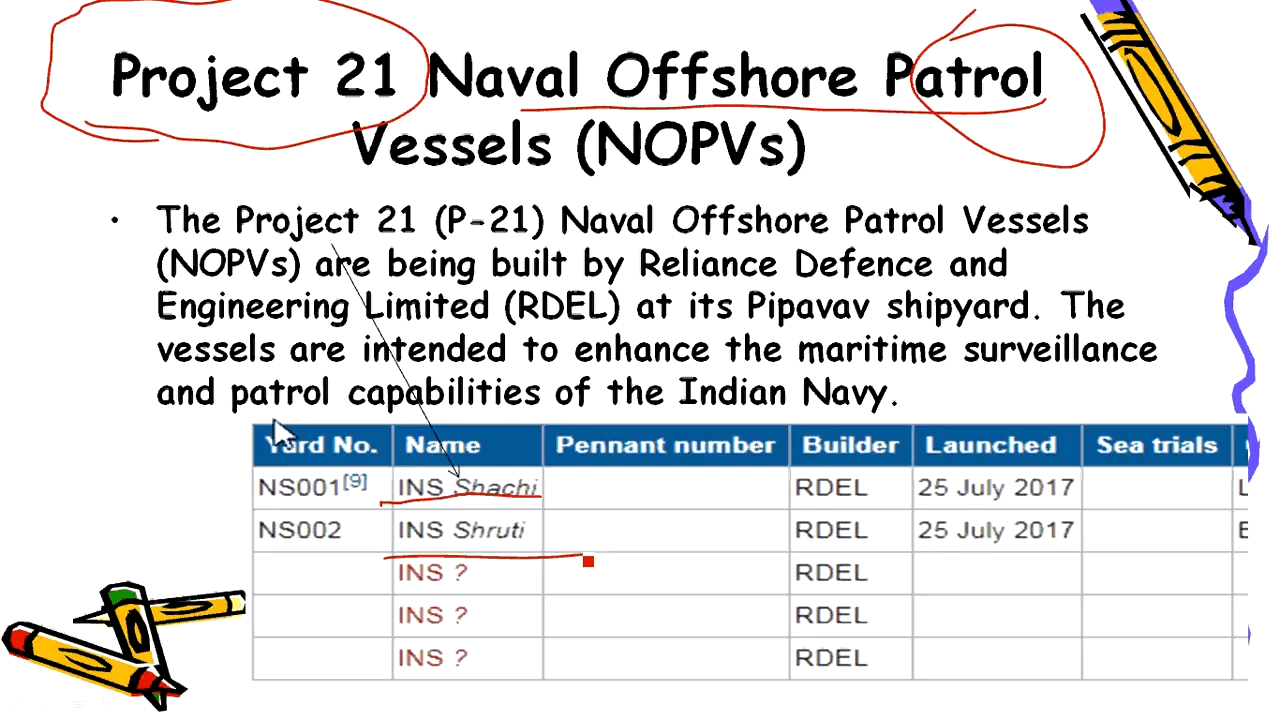 Project 21 Naval Offshore Patrol
Vessels (NOPVs)
• The Project 21 (P-21) Naval Offshore Patrol Vessels
(NOPVs) are being built by Reliance Defence and
Engineering Limited (RDEL) at its Pipavav shipyard. The
vessels are intended to enhance the maritime surveillance
and patrol capabilities of the Indian Navy.
Yard No. Name Pennant number Builder Launched Sea trials
NS001[9] INS Shachi RDEL 25 July 2017
NS002 INS Shruti RDEL 25 July 2017
INS ? RDEL
INS ? RDEL
INS ? RDEL